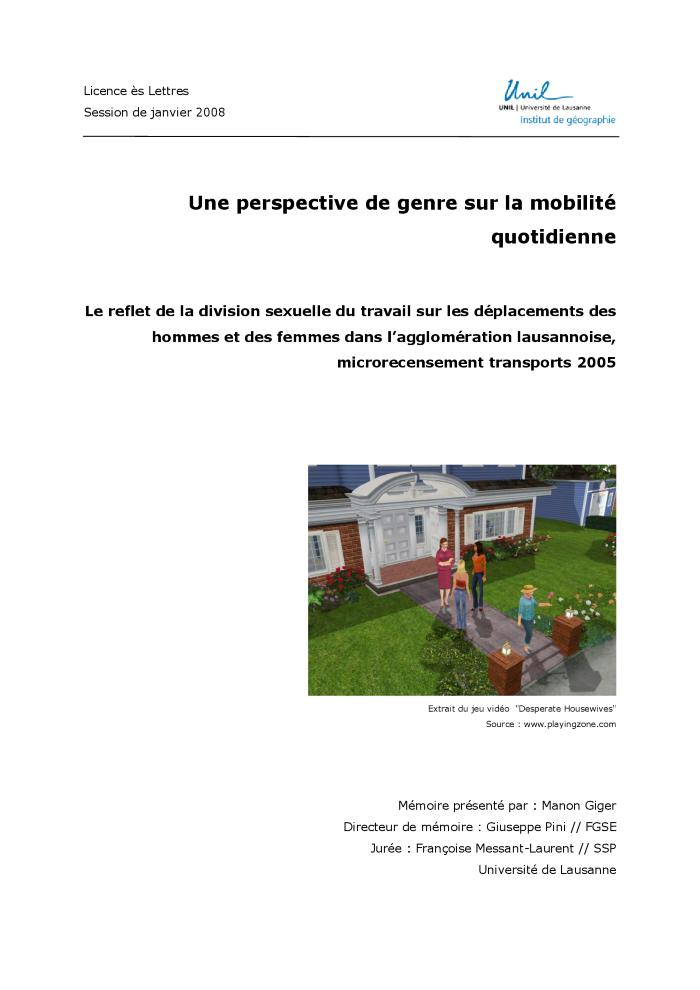 Licence ès Lettres
Session de janvier 2008
Unil
UNIL | Université de Lausanne
Institut de géographie
Une perspective de genre sur la mobilité
quotidienne
Le reflet de la division sexuelle du travail sur les déplacements des
hommes et des femmes dans l’agglomération lausannoise,
microrecensement transports 2005
Extrait du jeu vidéo "Desperate Housewives"
Source : www.playingzone.com
Mémoire présenté par : Manon Giger
Directeur de mémoire : Giuseppe Pini // FGSE
Jurée : Françoise Messant-Laurent // SSP
Université de Lausanne